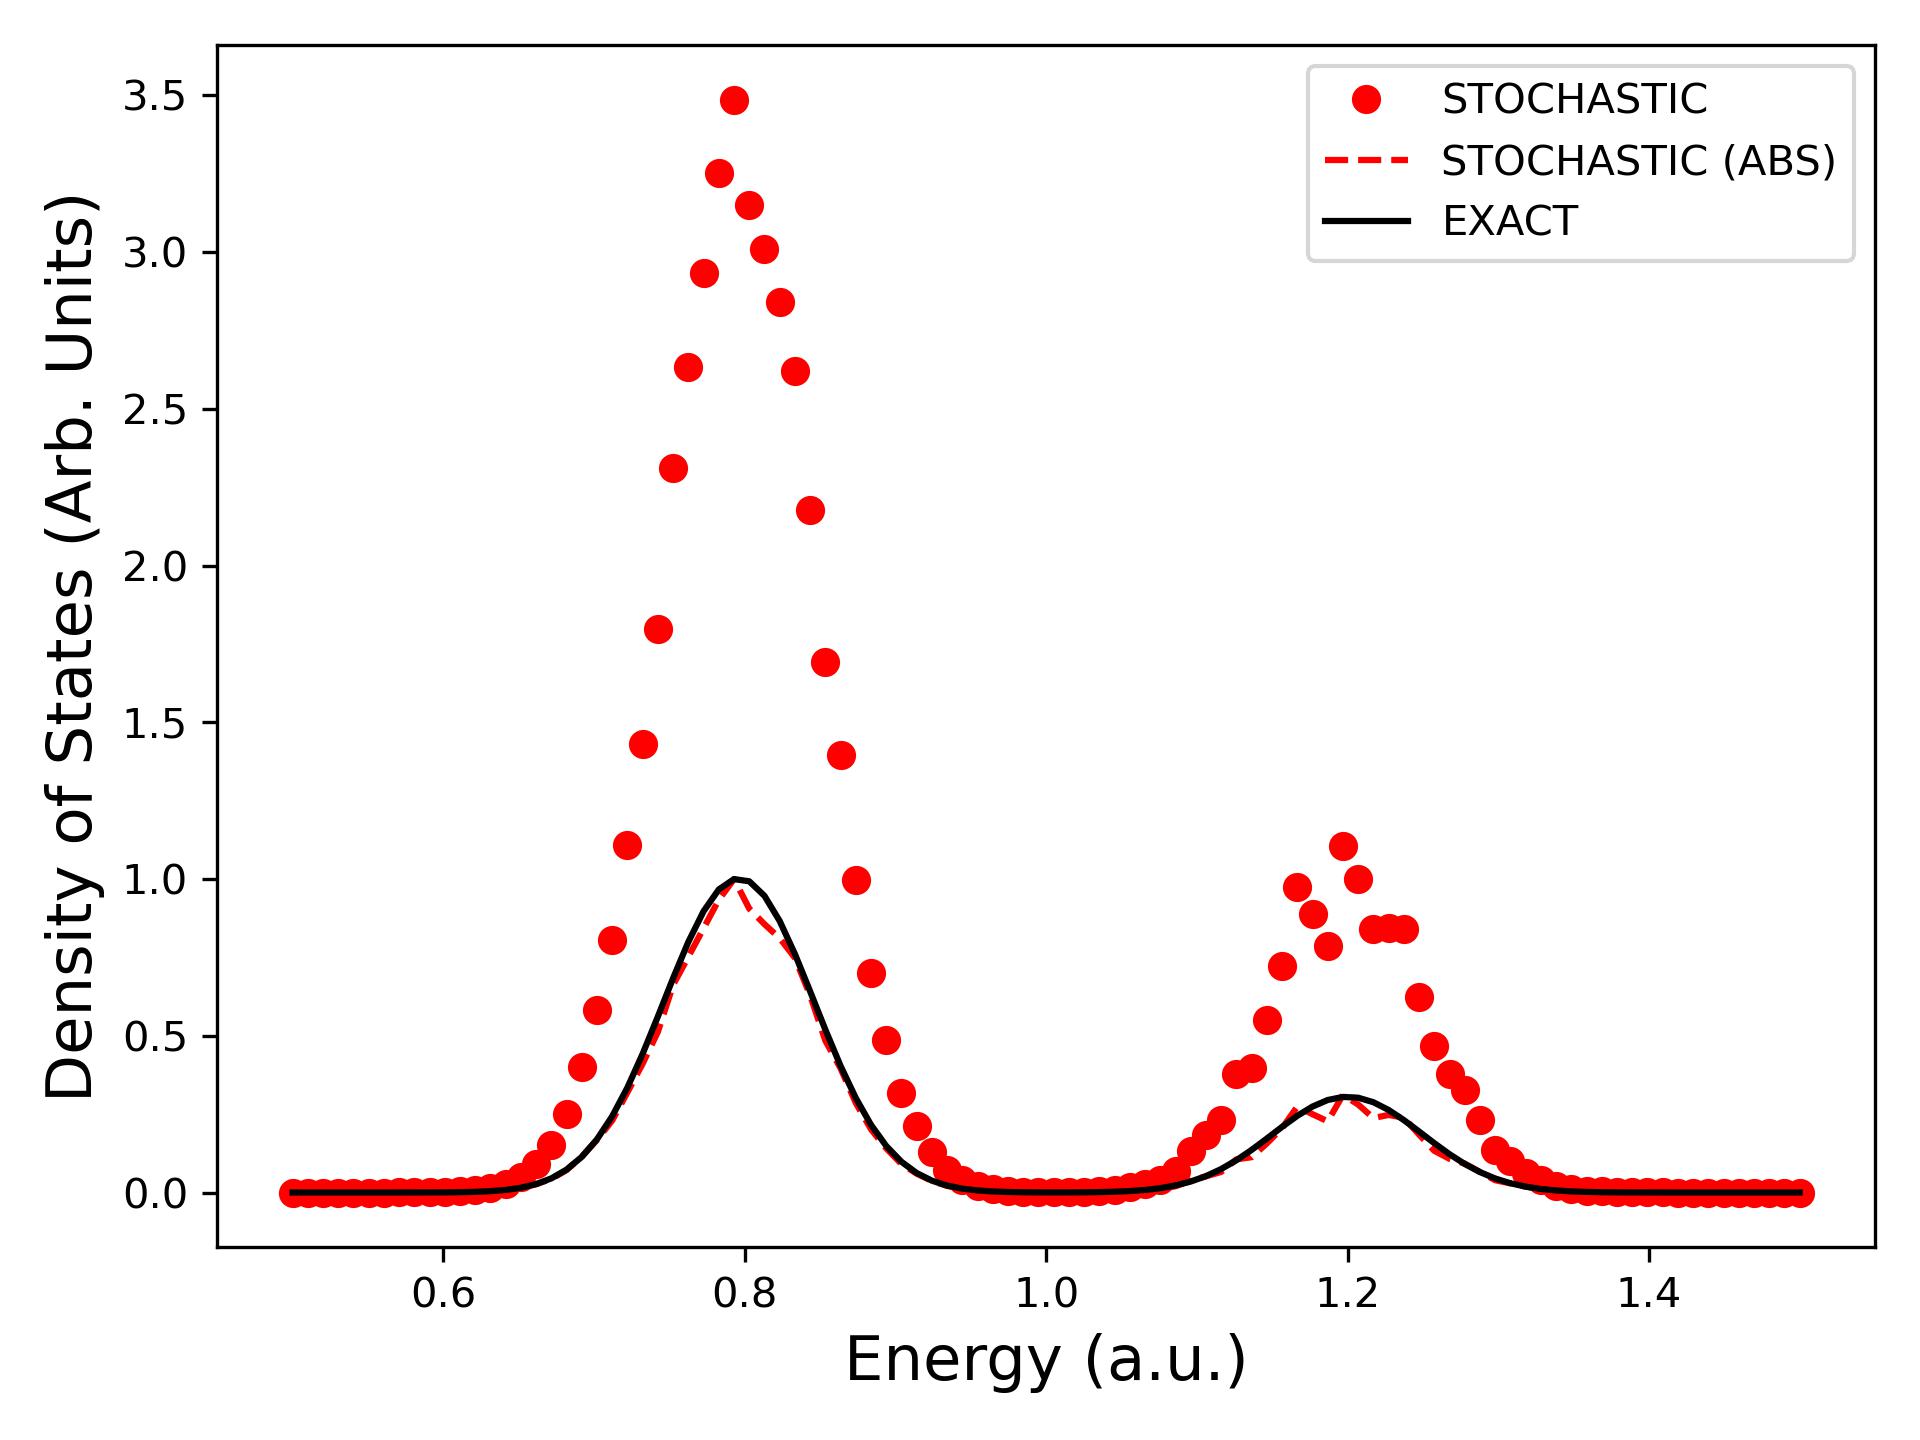 STOCHASTIC
STOCHASTIC (ABS)
EXACT
Density of States (Arb. Units)
3.5
3.0
2.5
2.0
1.5
1.0
0.5
0.0
0.6 0.8 1.0 1.2 1.4
Energy (a.u.)